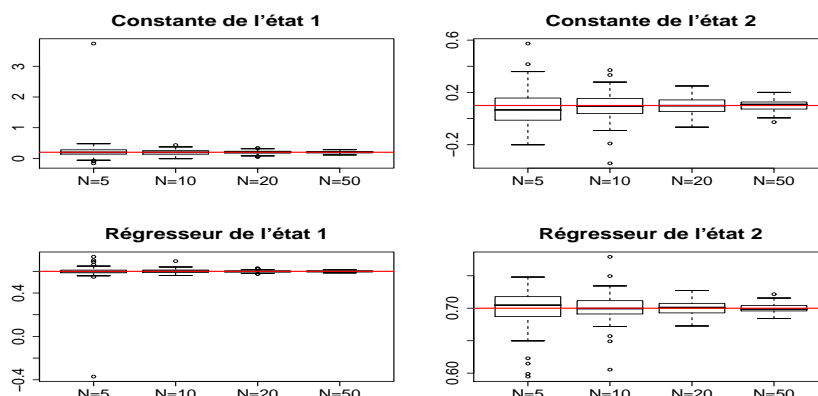 Constante de l'état 1
3
2
1
0
N=5 N=10 N=20 N=50
Constante de l'état 2
0.6
0.2
−0.2
N=5 N=10 N=20 N=50
Régresseur de l'état 1
0.4
0.0
−0.4
N=5 N=10 N=20 N=50
Régresseur de l'état 2
0.70
0.60
N=5 N=10 N=20 N=50